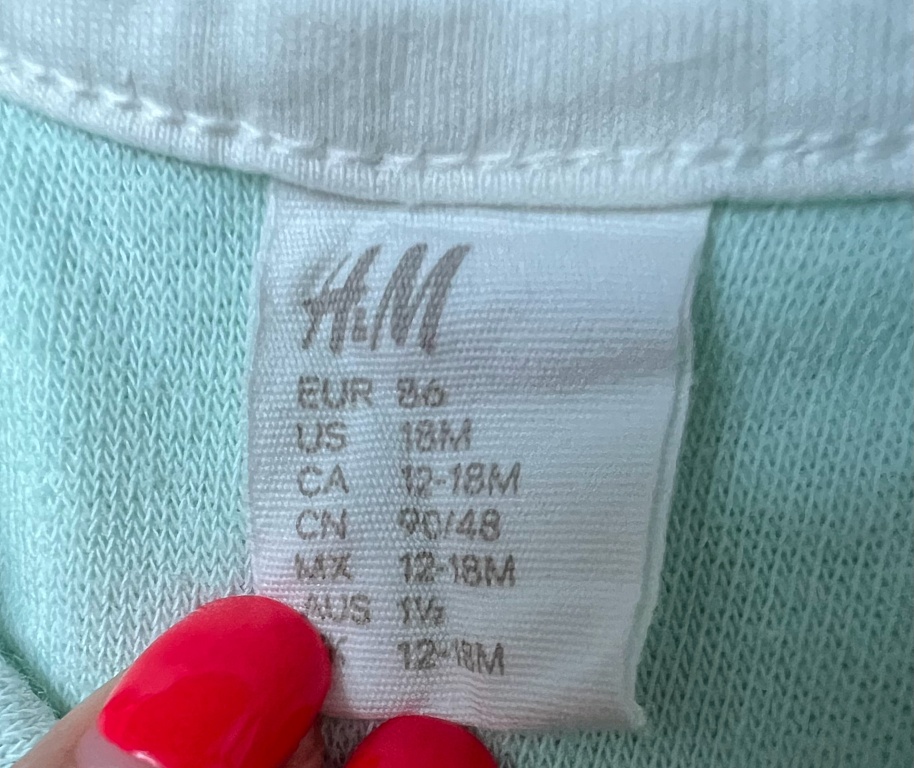 H&M
EUR 86
US 18M
CA 12-18M
CN 90/48
MX 12-18M
AUS 1½
12-18M